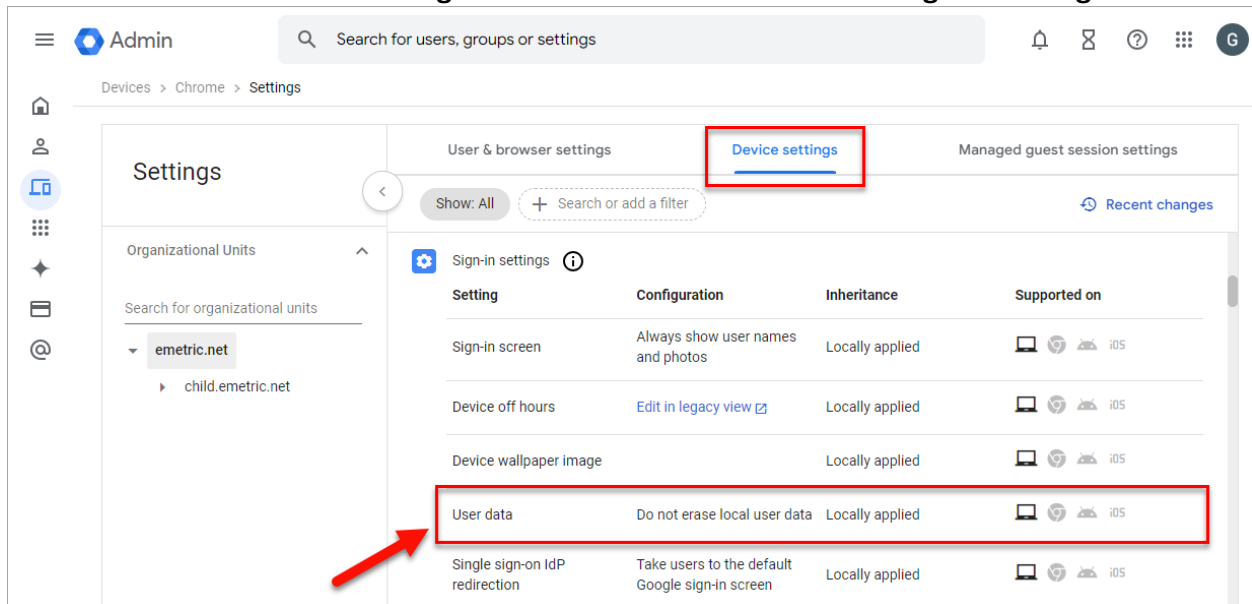 Admin
Search for users, groups or settings
G
Devices > Chrome > Settings
Settings
User & browser settings
Device settings
Managed guest session settings
Show: All
+ Search or add a filter
Recent changes
Organizational Units
Search for organizational units
emetric.net
child.emetric.net
Sign-in settings
Setting Configuration Inheritance Supported on
Sign-in screen
Always show user names
and photos
Locally applied
iOS
Device off hours
Edit in legacy view
Locally applied
iOS
Device wallpaper image
Locally applied
iOS
User data
Do not erase local user data
Locally applied
iOS
Single sign-on IdP
redirection
Take users to the default
Google sign-in screen
Locally applied
iOS